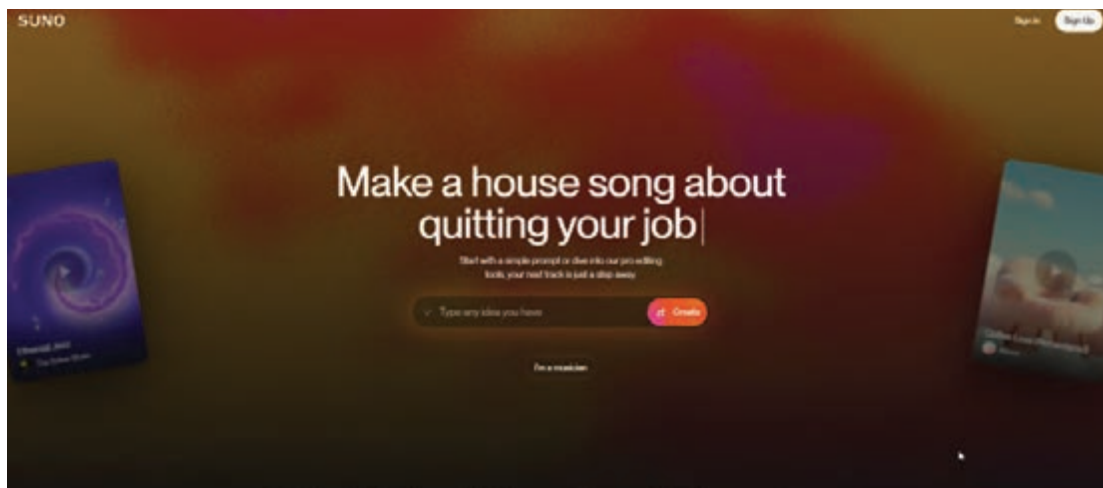 SUNO
Sign In
Sign Up
Make a house song about
quitting your job
Start with a simple prompt or dive into our pro editing
tools, your next track is just a step away
Type any idea you have
Create
I'm a musician